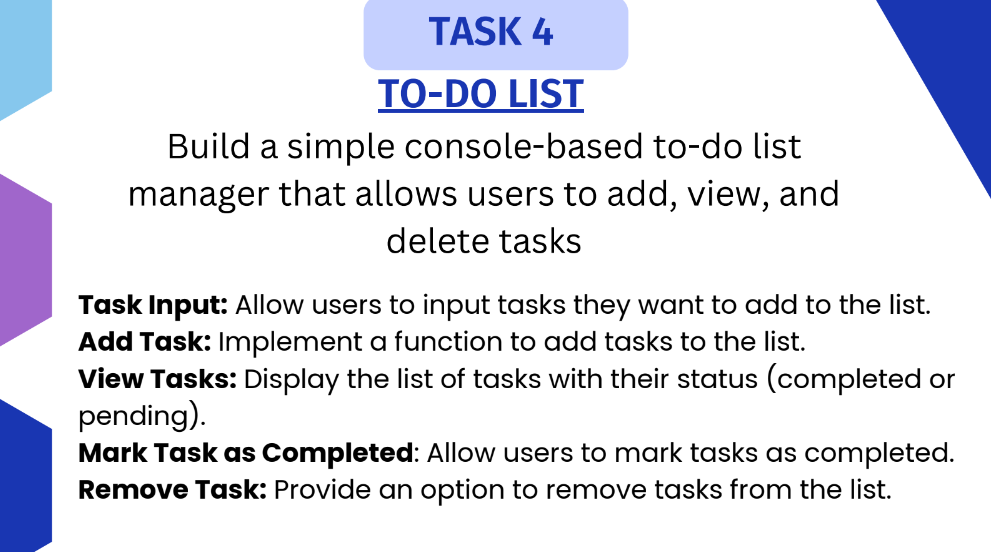 TASK 4
TO-DO LIST
Build a simple console-based to-do list
manager that allows users to add, view, and
delete tasks
Task Input: Allow users to input tasks they want to add to the list.
Add Task: Implement a function to add tasks to the list.
View Tasks: Display the list of tasks with their status (completed or
pending).
Mark Task as Completed: Allow users to mark tasks as completed.
Remove Task: Provide an option to remove tasks from the list.